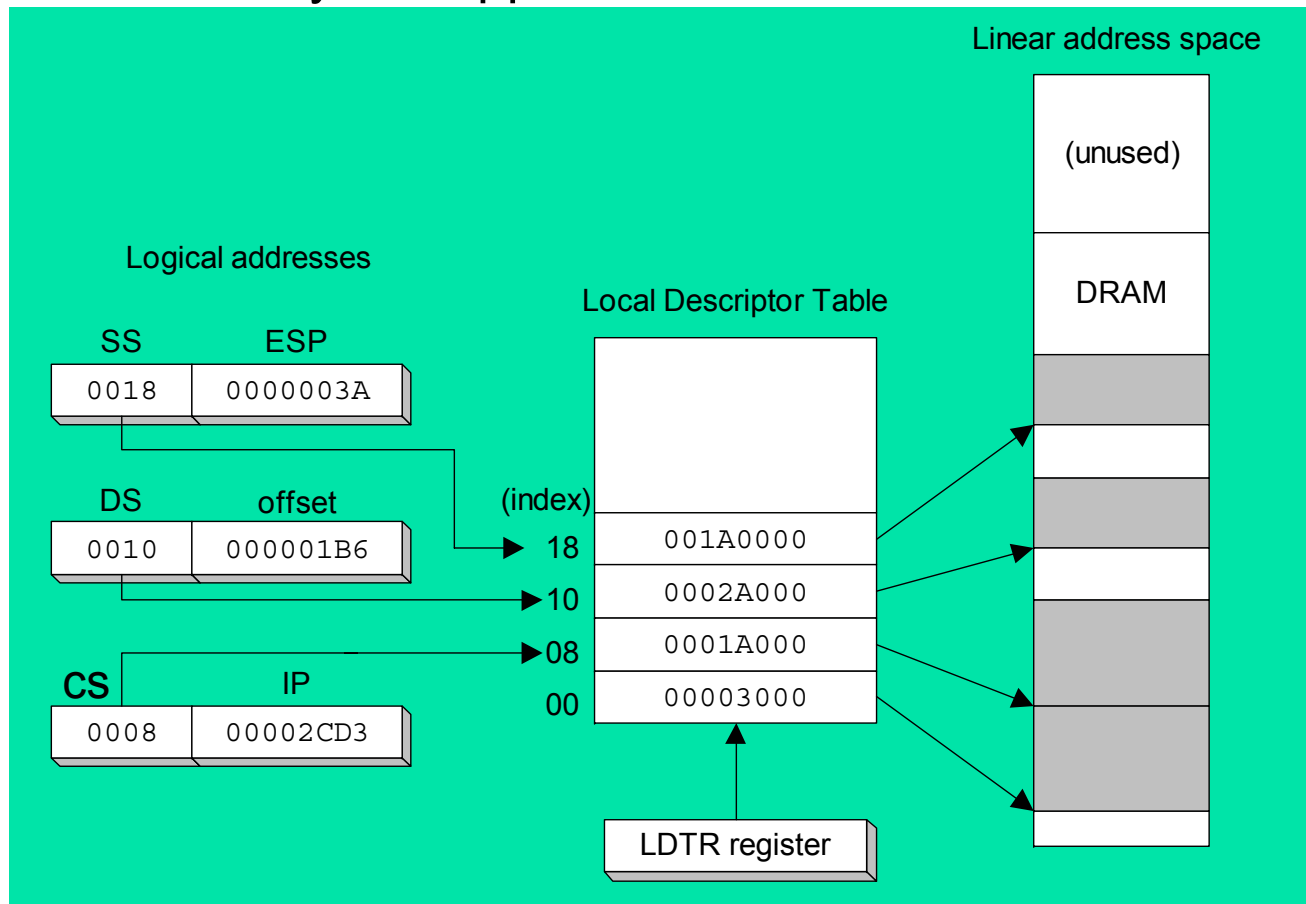 Linear address space
(unused)
DRAM
Logical addresses
Local Descriptor Table
SS ESP
0018 0000003A
DS offset
0010 000001B6
CS IP
0008 00002CD3
(index)
18 001A0000
10 0002A000
08 0001A000
00 00003000
LDTR register